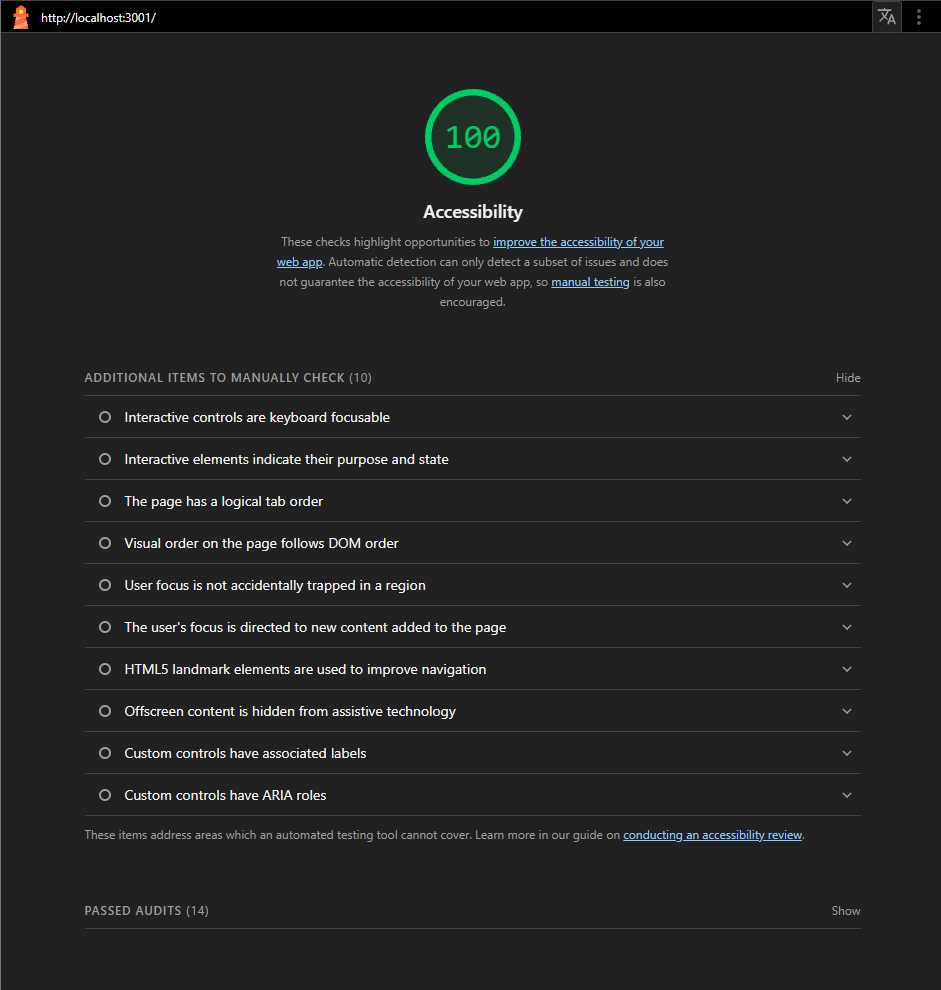 http://localhost:3001/
100
Accessibility
These checks highlight opportunities to improve the accessibility of your
web app. Automatic detection can only detect a subset of issues and does
not guarantee the accessibility of your web app, so manual testing is also
encouraged.
ADDITIONAL ITEMS TO MANUALLY CHECK (10) Hide
Interactive controls are keyboard focusable
Interactive elements indicate their purpose and state
The page has a logical tab order
Visual order on the page follows DOM order
User focus is not accidentally trapped in a region
The user's focus is directed to new content added to the page
HTML5 landmark elements are used to improve navigation
Offscreen content is hidden from assistive technology
Custom controls have associated labels
Custom controls have ARIA roles
These items address areas which an automated testing tool cannot cover. Learn more in our guide on conducting an accessibility review.
PASSED AUDITS (14) Show